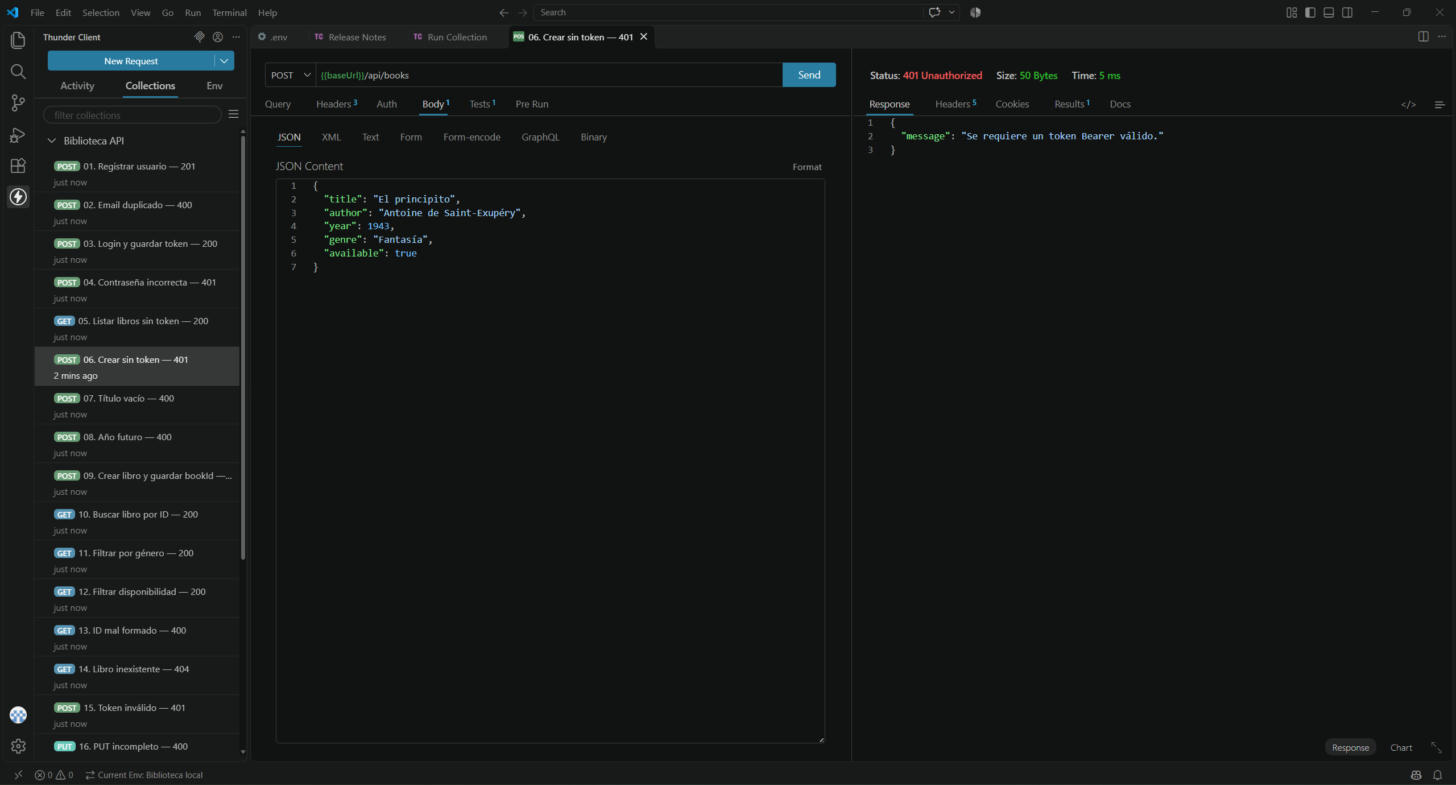 File Edit Selection View Go Run Terminal Help
Search
Thunder Client
New Request
Activity Collections Env
filter collections
Biblioteca API
POST 01. Registrar usuario — 201
just now
POST 02. Email duplicado — 400
just now
POST 03. Login y guardar token — 200
just now
POST 04. Contraseña incorrecta — 401
just now
GET 05. Listar libros sin token — 200
just now
POST 06. Crear sin token — 401
2 mins ago
POST 07. Título vacío — 400
just now
POST 08. Año futuro — 400
just now
POST 09. Crear libro y guardar bookId —...
just now
GET 10. Buscar libro por ID — 200
just now
GET 11. Filtrar por género — 200
just now
GET 12. Filtrar disponibilidad — 200
just now
GET 13. ID mal formado — 400
just now
GET 14. Libro inexistente — 404
just now
POST 15. Token inválido — 401
just now
PUT 16. PUT incompleto — 400
.env TC Release Notes TC Run Collection POS 06. Crear sin token — 401
POST {{baseUrl}}/api/books Send
Query Headers 3 Auth Body 1 Tests 1 Pre Run
JSON XML Text Form Form-encode GraphQL Binary
JSON Content Format
1 {
2 "title": "El principito",
3 "author": "Antoine de Saint-Exupéry",
4 "year": 1943,
5 "genre": "Fantasía",
6 "available": true
7 }
Status: 401 Unauthorized Size: 50 Bytes Time: 5 ms
Response Headers 5 Cookies Results 1 Docs </>
1 {
2 "message": "Se requiere un token Bearer válido."
3 }
Response Chart
0 0 Current Env: Biblioteca local